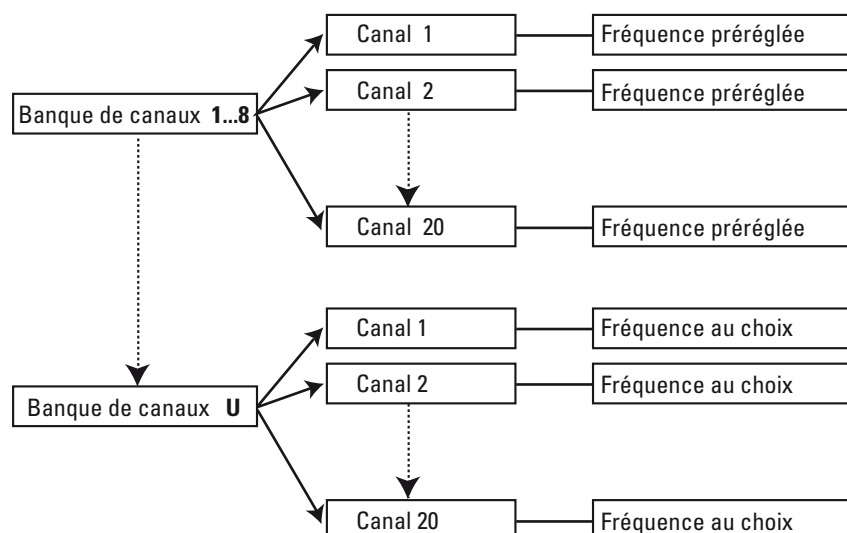 Canal 1
Fréquence préréglée
Canal 2
Fréquence préréglée
Banque de canaux 1...8
Canal 20
Fréquence préréglée
Canal 1
Fréquence au choix
Canal 2
Fréquence au choix
Banque de canaux U
Canal 20
Fréquence au choix